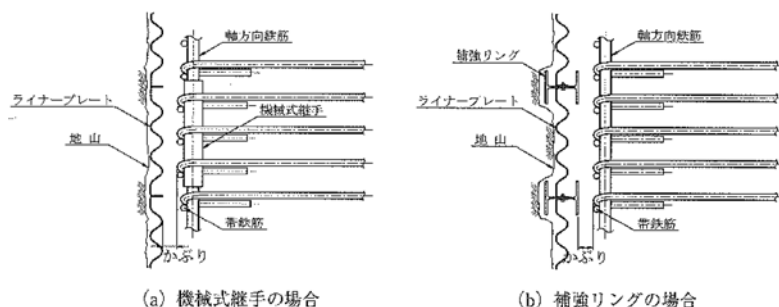 軸方向鉄筋
ライナープレート
機械式継手
地山
帯鉄筋
かぶり
(a) 機械式継手の場合
軸方向鉄筋
補強リング
ライナープレート
地山
帯鉄筋
かぶり
(b) 補強リングの場合